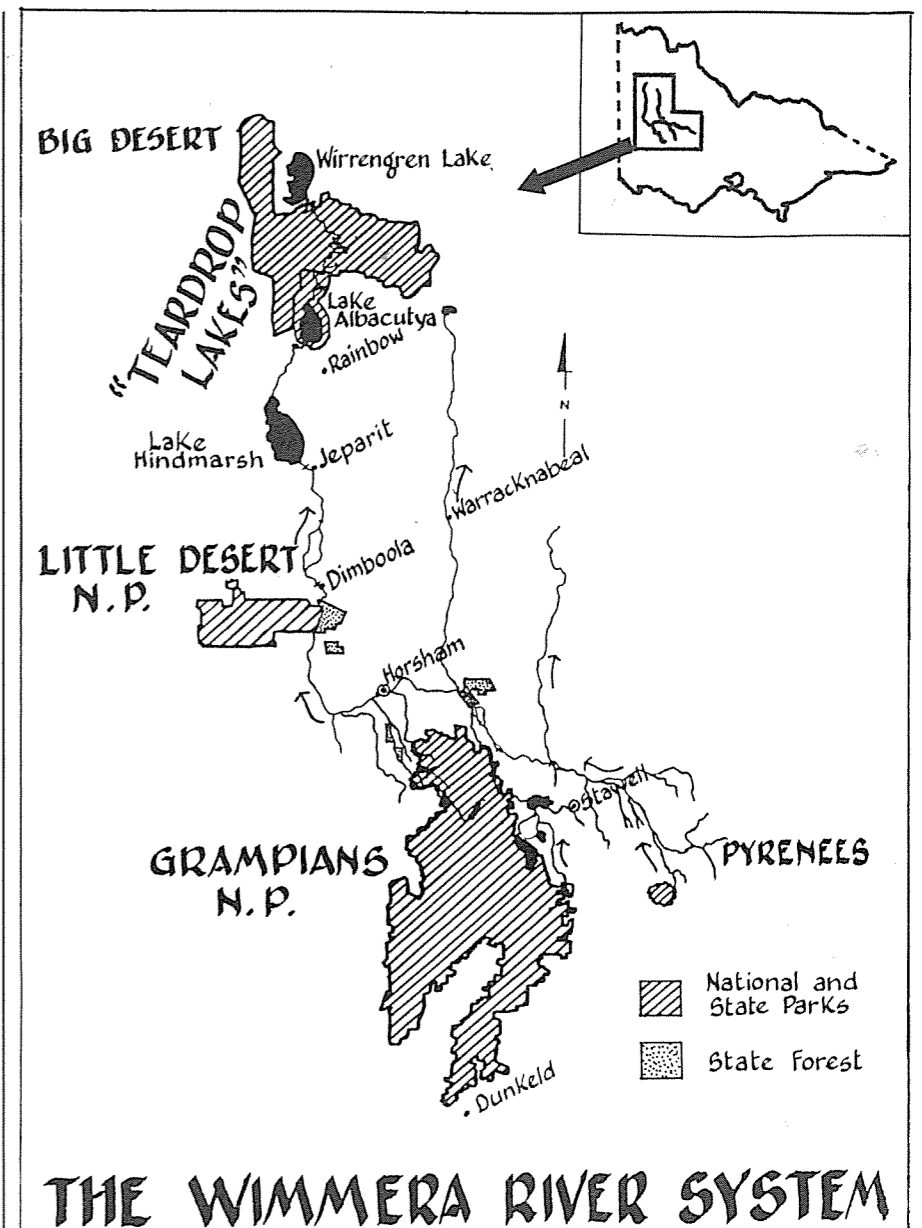 BIG DESERT
Wirrengren Lake
"TEARDROP
LAKES"
Lake
Albacutya
Rainbow
N
Lake
Hindmarsh
Jeparit
Warracknabeal
LITTLE DESERT
N.P.
Dimboola
Horsham
Stawell
GRAMPIANS
N.P.
PYRENEES
National and
State Parks
State Forest
Dunkeld
THE WIMMERA RIVER SYSTEM